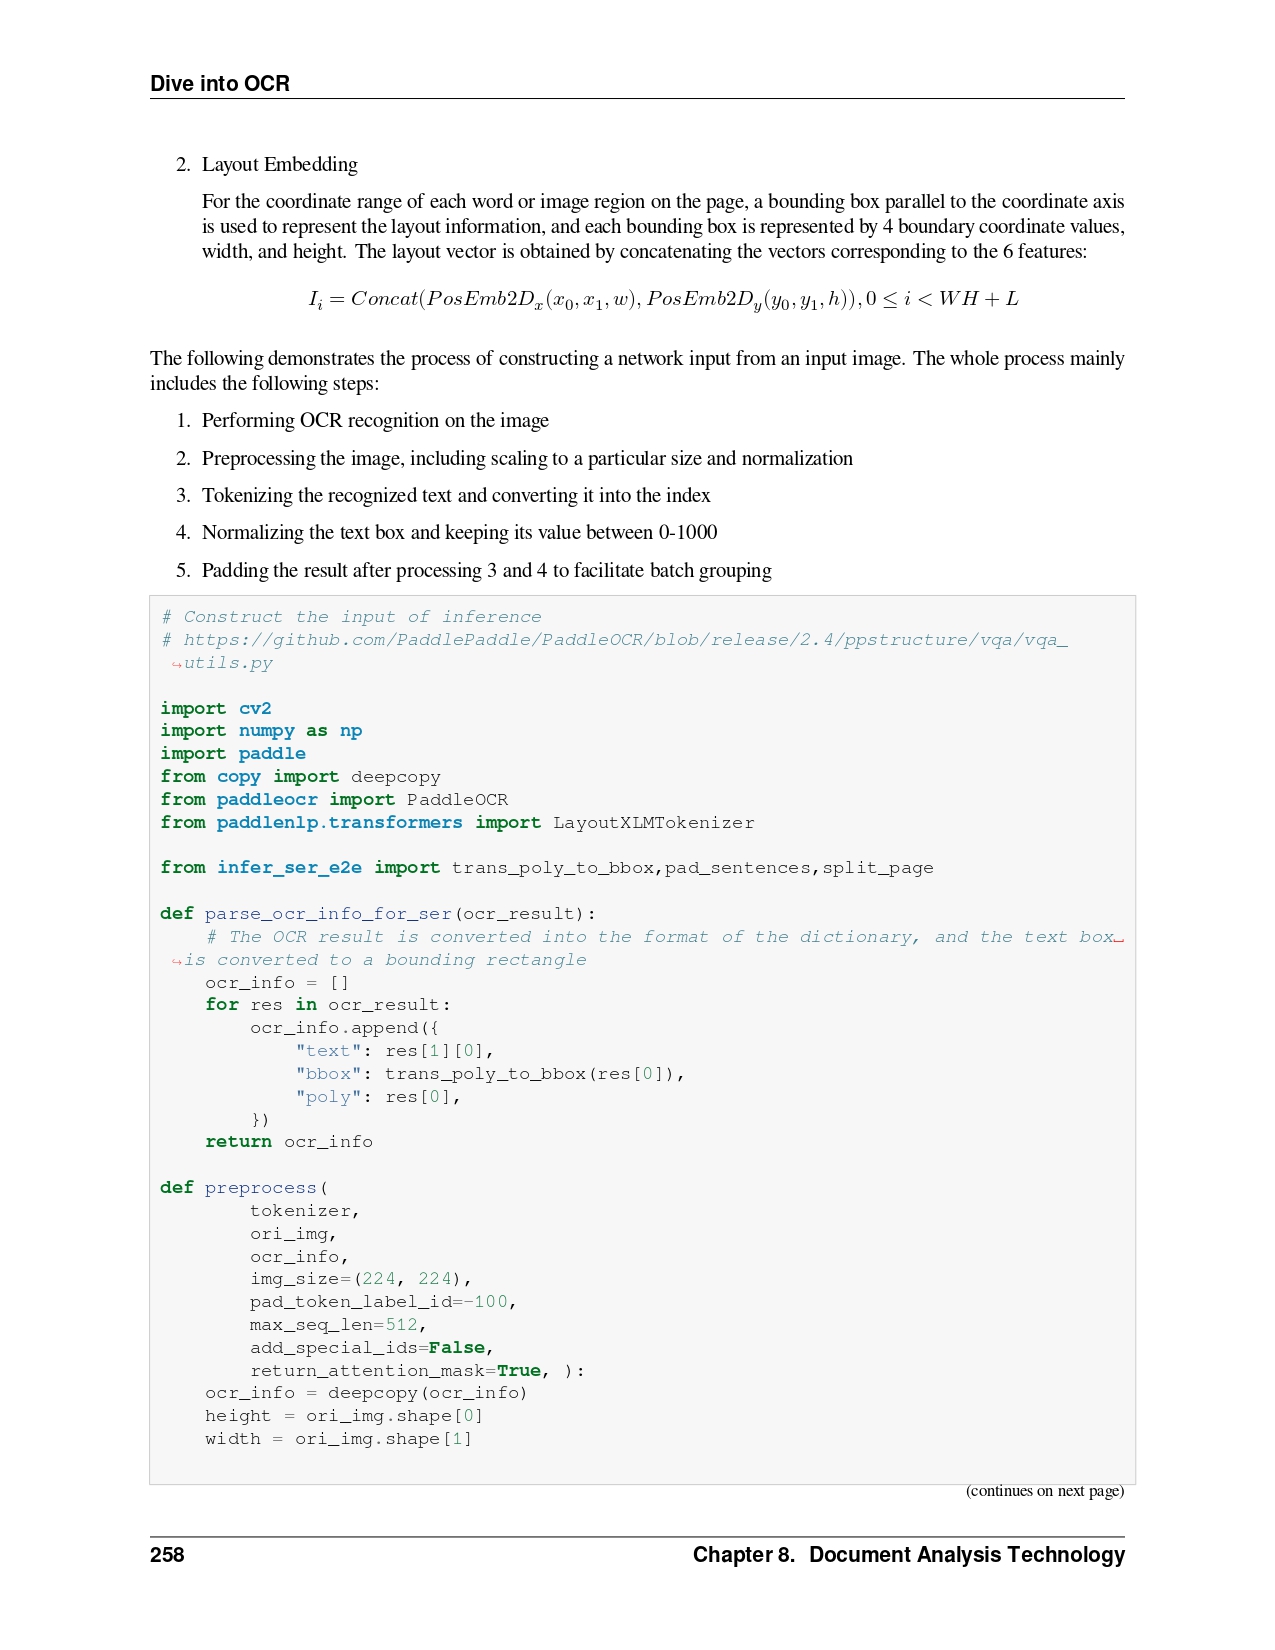 Dive into OCR
2. Layout Embedding
For the coordinate range of each word or image region on the page, a bounding box parallel to the coordinate axis
is used to represent the layout information, and each bounding box is represented by 4 boundary coordinate values,
width, and height. The layout vector is obtained by concatenating the vectors corresponding to the 6 features:
I_i = Concat(PosEmb2D_x(x_0, x_1, w), PosEmb2D_y(y_0, y_1, h)), 0 ≤ i < WH + L
The following demonstrates the process of constructing a network input from an input image. The whole process mainly
includes the following steps:
1. Performing OCR recognition on the image
2. Preprocessing the image, including scaling to a particular size and normalization
3. Tokenizing the recognized text and converting it into the index
4. Normalizing the text box and keeping its value between 0-1000
5. Padding the result after processing 3 and 4 to facilitate batch grouping
# Construct the input of inference
# https://github.com/PaddlePaddle/PaddleOCR/blob/release/2.4/ppstructure/vqa/vqa_
↪utils.py
import cv2
import numpy as np
import paddle
from copy import deepcopy
from paddleocr import PaddleOCR
from paddlenlp.transformers import LayoutXLMTokenizer
from infer_ser_e2e import trans_poly_to_bbox,pad_sentences,split_page
def parse_ocr_info_for_ser(ocr_result):
    # The OCR result is converted into the format of the dictionary, and the text box␣
↪is converted to a bounding rectangle
    ocr_info = []
    for res in ocr_result:
        ocr_info.append({
            "text": res[1][0],
            "bbox": trans_poly_to_bbox(res[0]),
            "poly": res[0],
        })
    return ocr_info
def preprocess(
        tokenizer,
        ori_img,
        ocr_info,
        img_size=(224, 224),
        pad_token_label_id=-100,
        max_seq_len=512,
        add_special_ids=False,
        return_attention_mask=True, ):
    ocr_info = deepcopy(ocr_info)
    height = ori_img.shape[0]
    width = ori_img.shape[1]
(continues on next page)
258 Chapter 8. Document Analysis Technology